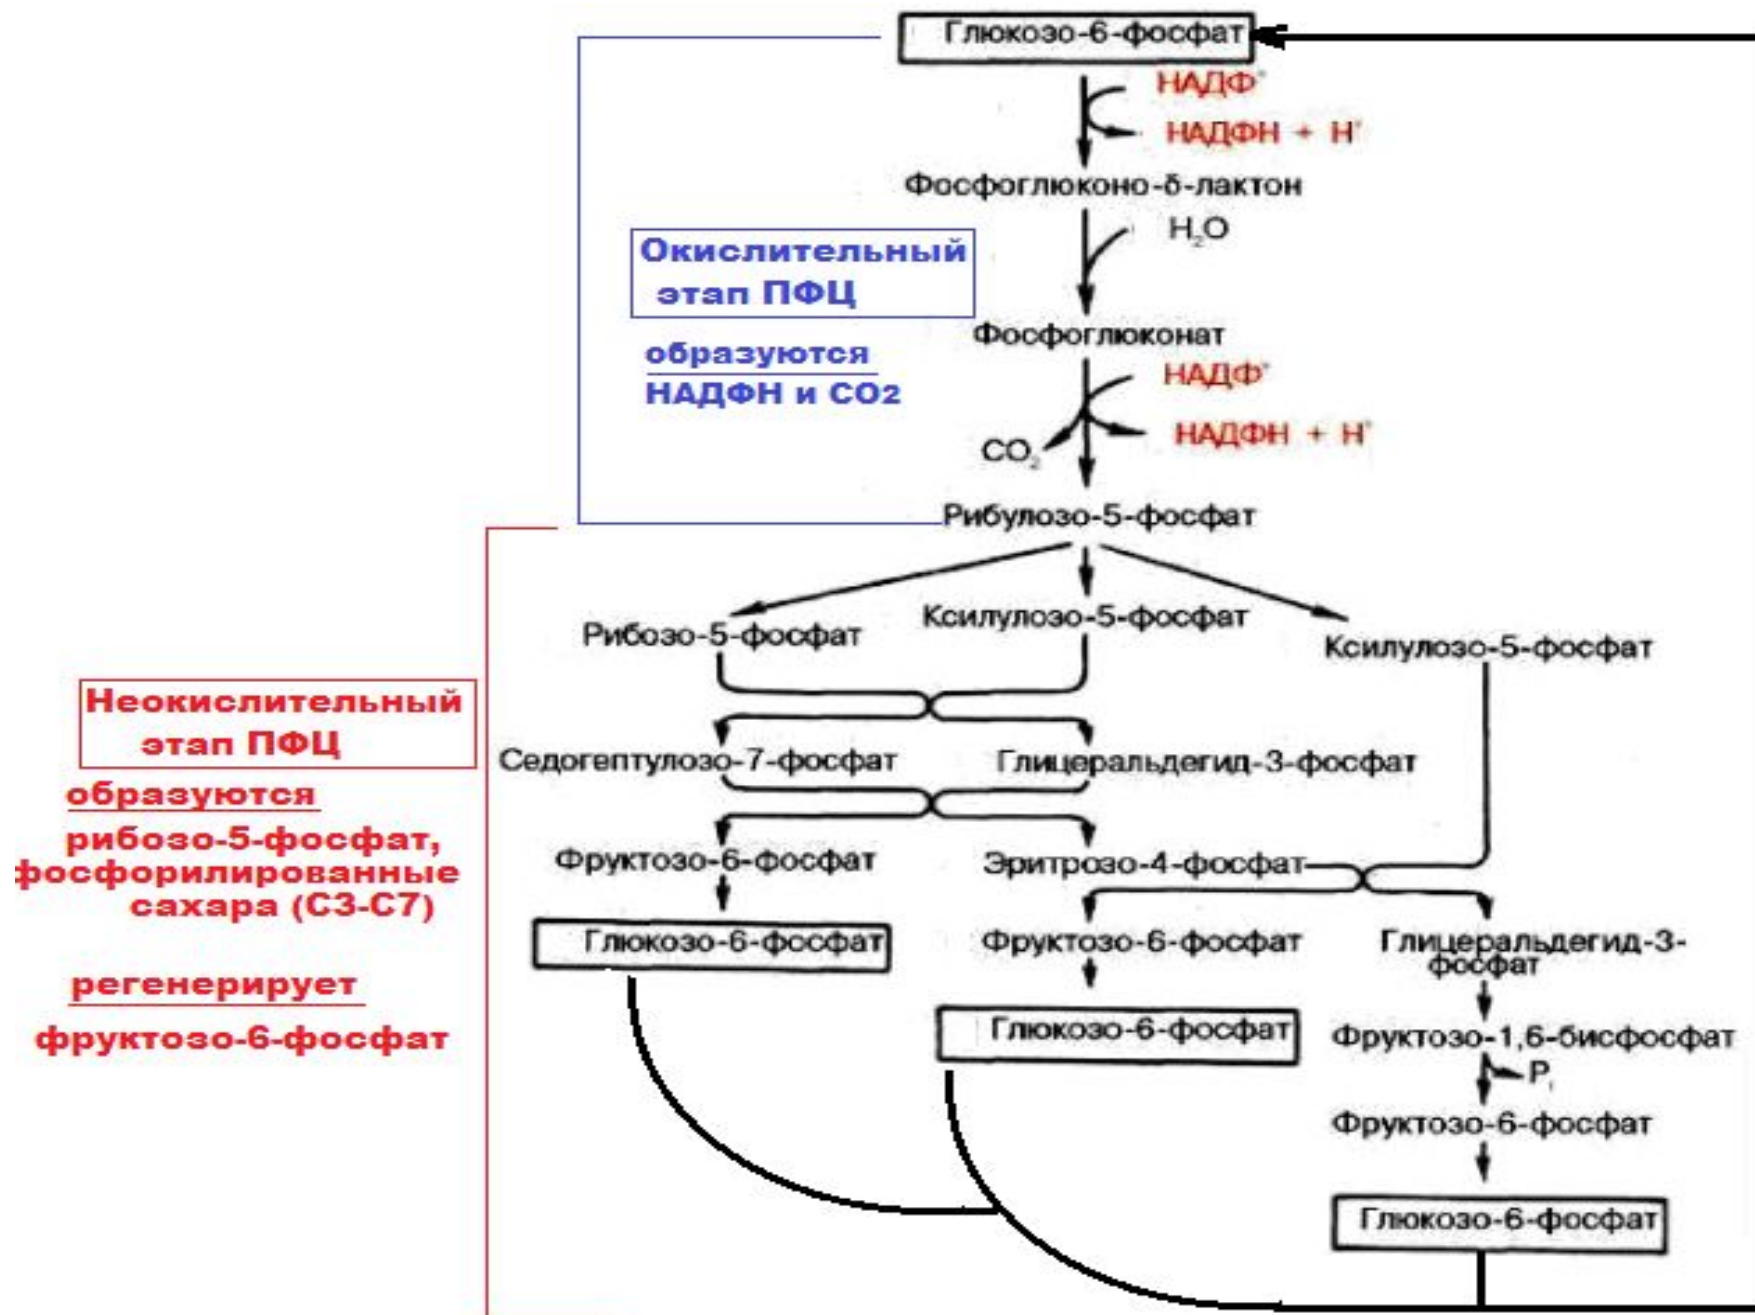 Глюкозо-6-фосфат
НАДФ⁺
НАДФН + H⁺
Фосфоглюконо-δ-лактон
H₂O
Окислительный
этап ПФЦ
Фосфоглюконат
образуются
НАДФН и СО2
НАДФ⁺
НАДФН + H⁺
CO₂
Рибулозо-5-фосфат
Рибозо-5-фосфат
Ксилулозо-5-фосфат
Ксилулозо-5-фосфат
Неокислительный
этап ПФЦ
образуются
рибозо-5-фосфат,
фосфорилированные
сахара (С3-С7)
регенерирует
фруктозо-6-фосфат
Седогептулозо-7-фосфат
Глицеральдегид-3-фосфат
Фруктозо-6-фосфат
Эритрозо-4-фосфат
Глюкозо-6-фосфат
Фруктозо-6-фосфат
Глицеральдегид-3-
фосфат
Глюкозо-6-фосфат
Фруктозо-1,6-бисфосфат
Pᵢ
Фруктозо-6-фосфат
Глюкозо-6-фосфат